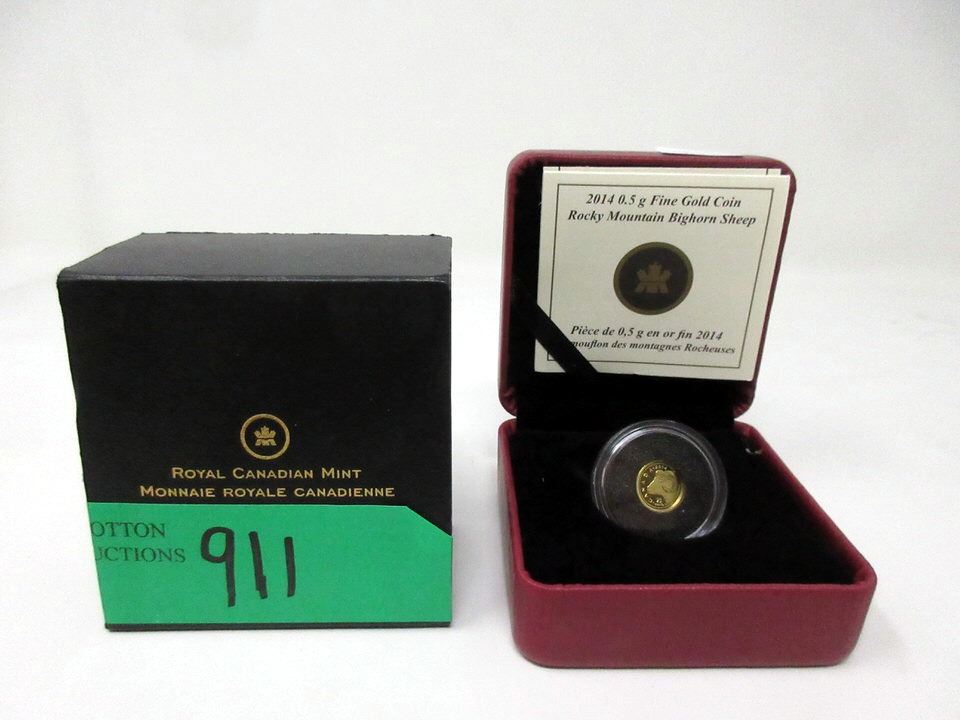 ROYAL CANADIAN MINT
MONNAIE ROYALE CANADIENNE
OTTON
UCTIONS
911
2014 0.5 g Fine Gold Coin
Rocky Mountain Bighorn Sheep
Pièce de 0,5 g en or fin 2014
mouflon des montagnes Rocheuses